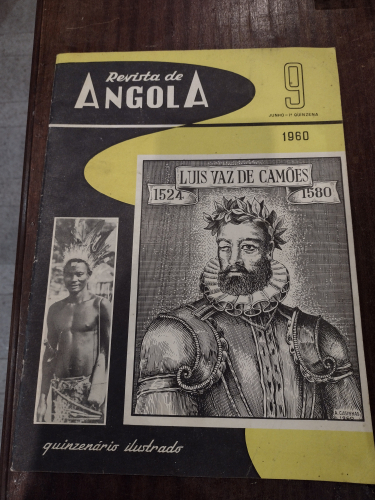 Revista de
ANGOLA
9
JUNHO - 1ª QUINZENA
1960
LUIS VAZ DE CAMÕES
1524
1580
quinzenário ilustrado